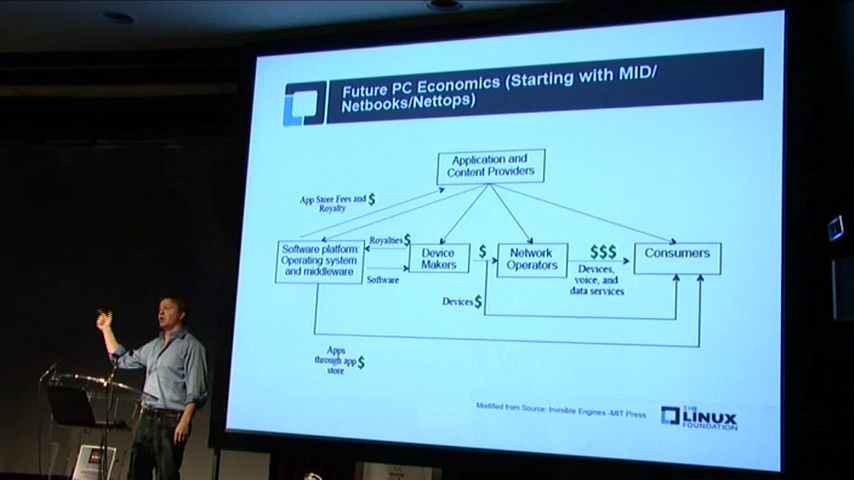 Future PC Economics (Starting with MID/
Netbooks/Nettops)
Application and
Content Providers
App Store Fees and $
Royalty
Software platform:
Operating system
and middleware
Royalties $
Software
Device
Makers
$
Network
Operators
$$$
Devices,
voice, and
data services
Consumers
Devices $
Apps
through app $
store
Modified from Source: Invisible Engines -MIT Press
THE
LINUX
FOUNDATION